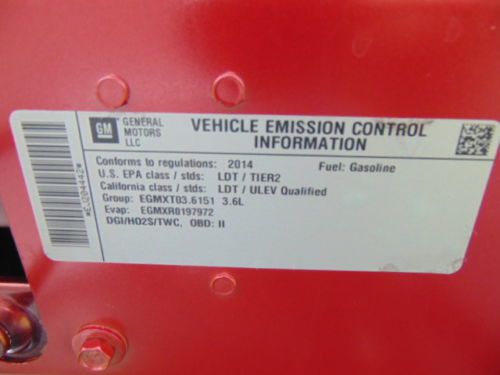 GM
GENERAL
MOTORS
LLC
VEHICLE EMISSION CONTROL
INFORMATION
Conforms to regulations: 2014 Fuel: Gasoline
U.S. EPA class / stds: LDT / TIER2
California class / stds: LDT / ULEV Qualified
Group: EGMXT03.6151 3.6L
Evap: EGMXR0197972
DGI/HO2S/TWC, OBD: II
*EJ204442*